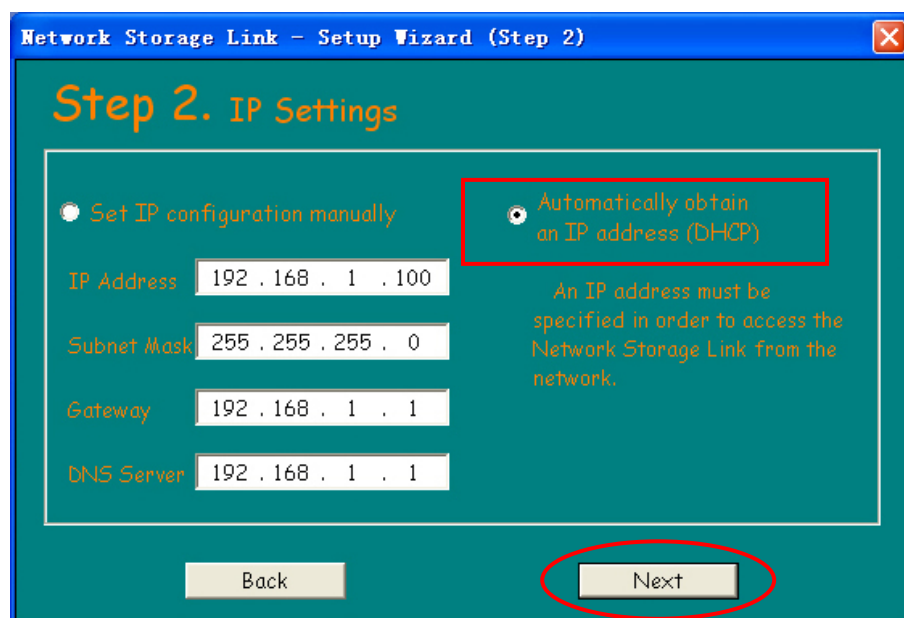 Network Storage Link - Setup Wizard (Step 2)
Step 2. IP Settings
Set IP configuration manually
IP Address 192 . 168 . 1 . 100
Subnet Mask 255 . 255 . 255 . 0
Gateway 192 . 168 . 1 . 1
DNS Server 192 . 168 . 1 . 1
Automatically obtain
an IP address (DHCP)
An IP address must be
specified in order to access the
Network Storage Link from the
network.
Back
Next